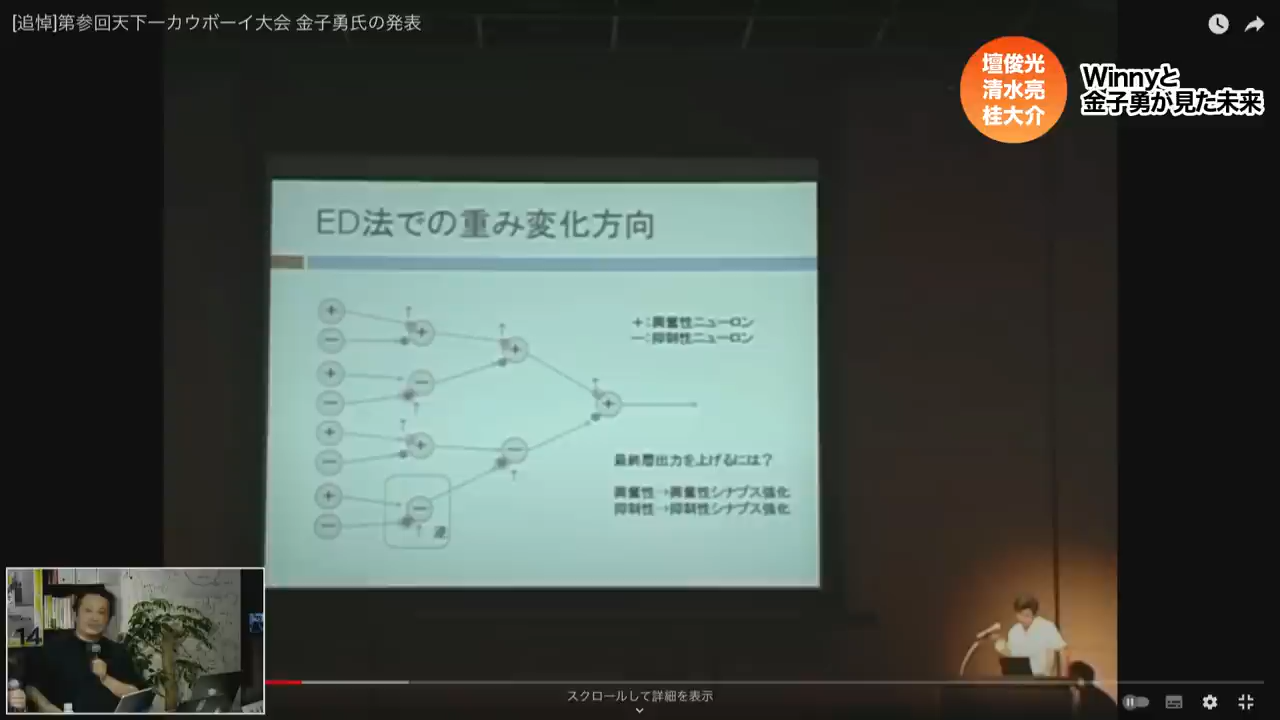 [追悼]第参回天下一カウボーイ大会 金子勇氏の発表
壇俊光
清水亮
桂大介
Winnyと
金子勇が見た未来
ED法での重み変化方向
+:興奮性ニューロン
ー:抑制性ニューロン
最終層出力を上げるには?
興奮性→興奮性シナプス強化
抑制性→抑制性シナプス強化
逆
14
スクロールして詳細を表示